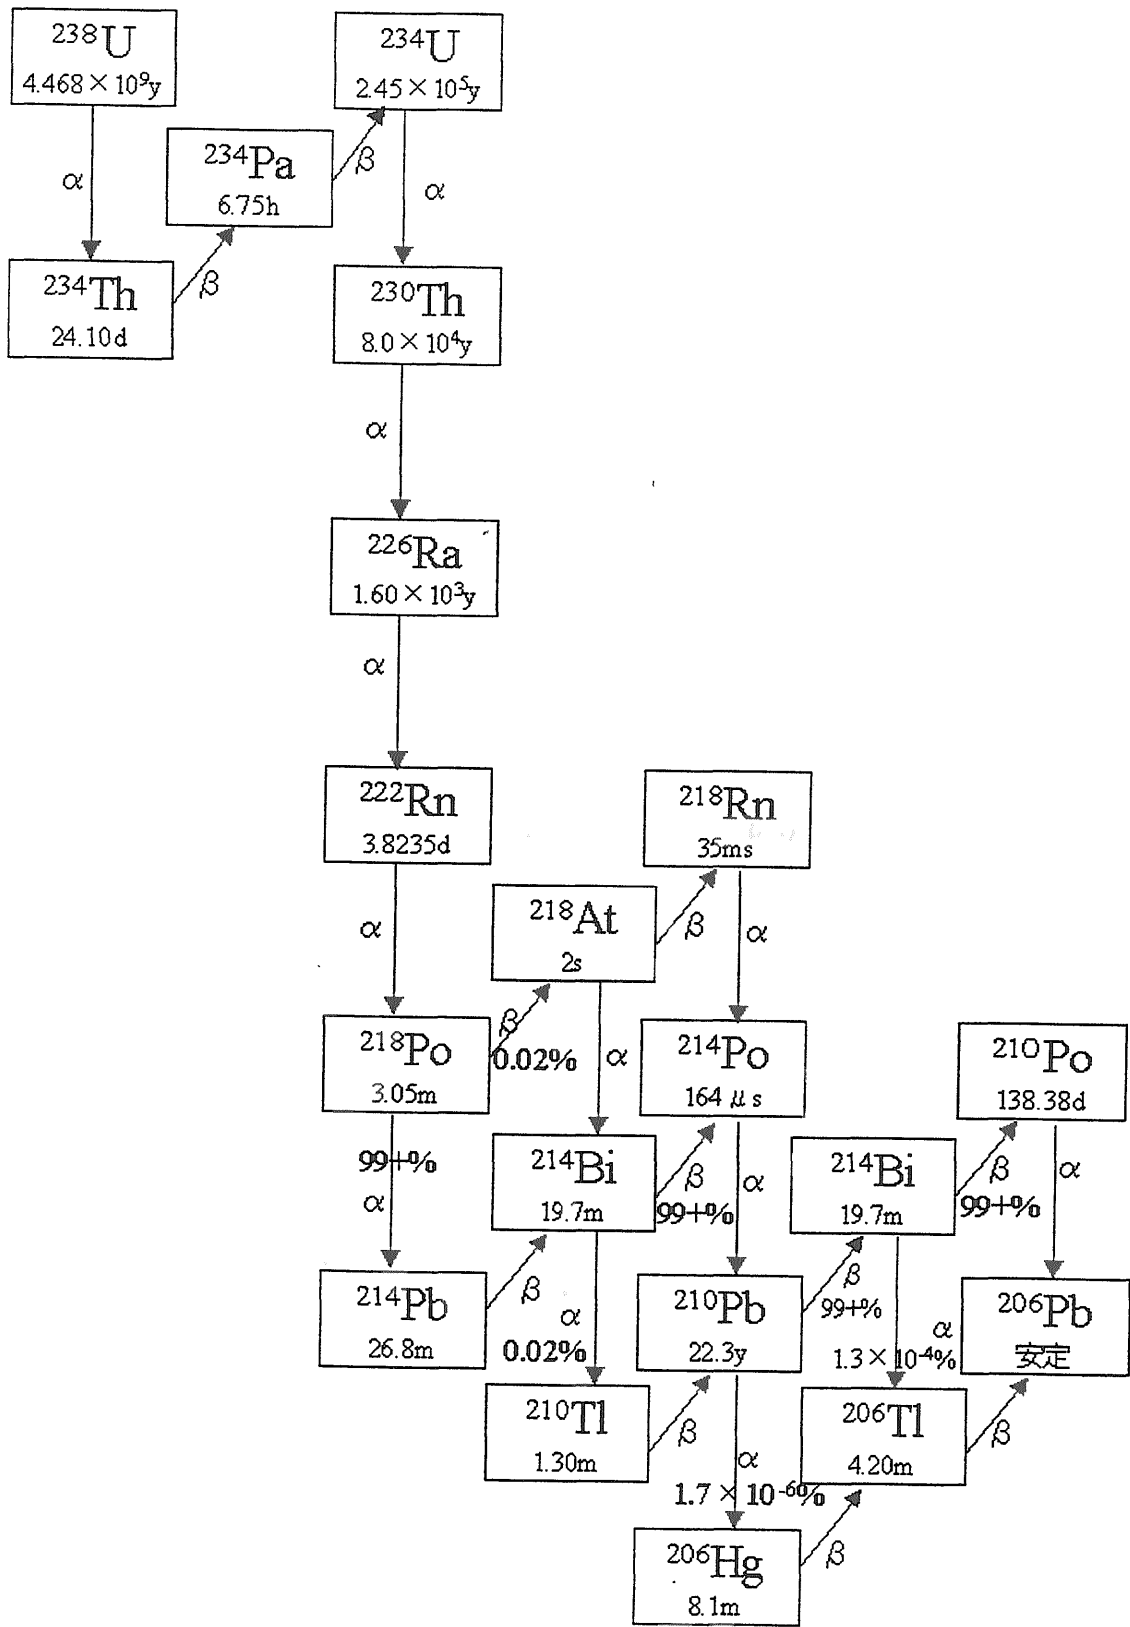 ²³⁸U
4.468×10⁹y
²³⁴U
2.45×10⁵y
²³⁴Pa
6.75h
β
α
α
²³⁴Th
24.10d
β
²³⁰Th
8.0×10⁴y
α
²²⁶Ra
1.60×10³y
α
²²²Rn
3.8235d
²¹⁸Rn
35ms
²¹⁸At
2s
β
α
α
²¹⁸Po
3.05m
β
0.02%
α
²¹⁴Po
164μs
²¹⁰Po
138.38d
99+%
α
²¹⁴Bi
19.7m
β
99+%
α
²¹⁴Bi
19.7m
β
99+%
α
²¹⁴Pb
26.8m
β
α
0.02%
²¹⁰Pb
22.3y
β
99+%
α
1.3×10⁻⁴%
²⁰⁶Pb
安定
²¹⁰Tl
1.30m
β
α
1.7×10⁻⁶%
²⁰⁶Tl
4.20m
β
²⁰⁶Hg
8.1m
β